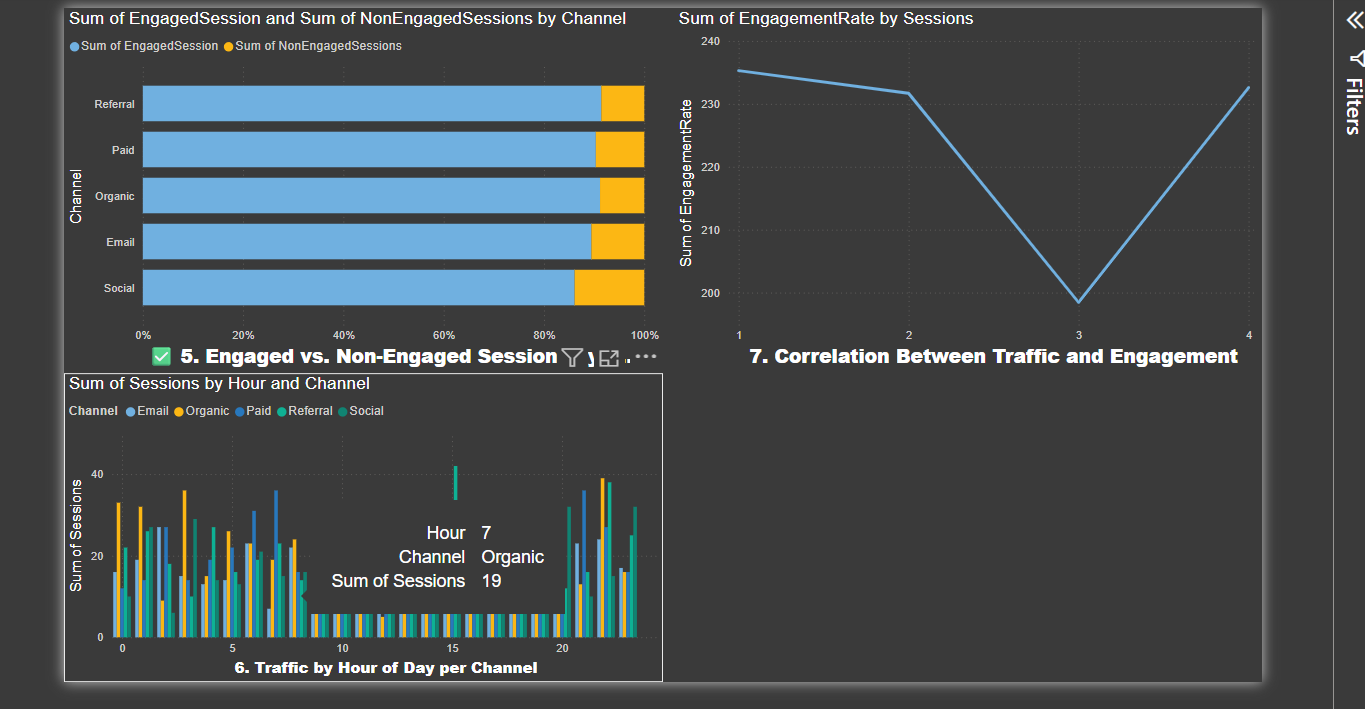 Sum of EngagedSession and Sum of NonEngagedSessions by Channel
Sum of EngagedSession Sum of NonEngagedSessions
Channel
Referral
Paid
Organic
Email
Social
0% 20% 40% 60% 80% 100%
✅ 5. Engaged vs. Non-Engaged Session
Sum of EngagementRate by Sessions
Sum of EngagementRate
240
230
220
210
200
1 2 3 4
7. Correlation Between Traffic and Engagement
Sum of Sessions by Hour and Channel
Channel Email Organic Paid Referral Social
Sum of Sessions
40
20
0
Hour 7
Channel Organic
Sum of Sessions 19
0 5 10 15 20
6. Traffic by Hour of Day per Channel
Filters